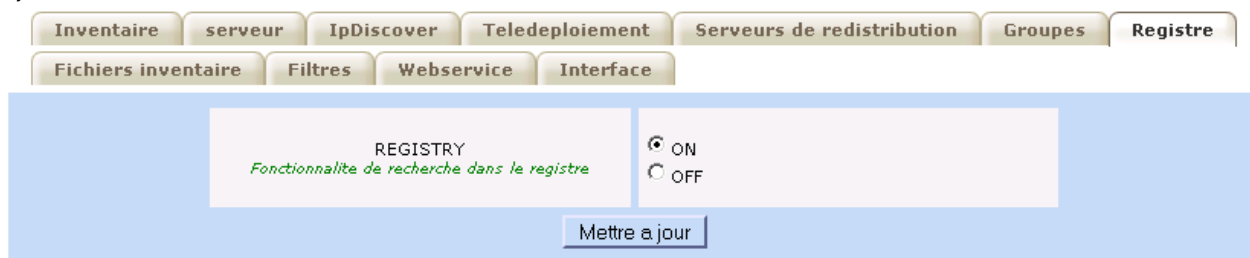 Inventaire serveur IpDiscover Teledeploiement Serveurs de redistribution Groupes Registre
Fichiers inventaire Filtres Webservice Interface
REGISTRY
Fonctionnalite de recherche dans le registre
ON
OFF
Mettre a jour